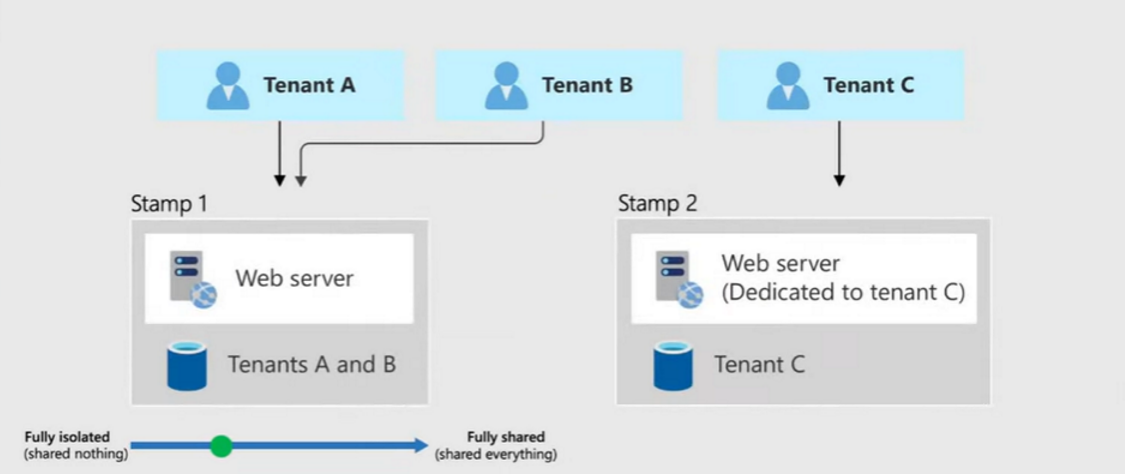 Tenant A
Tenant B
Tenant C
Stamp 1
Web server
Tenants A and B
Stamp 2
Web server
(Dedicated to tenant C)
Tenant C
Fully isolated
(shared nothing)
Fully shared
(shared everything)